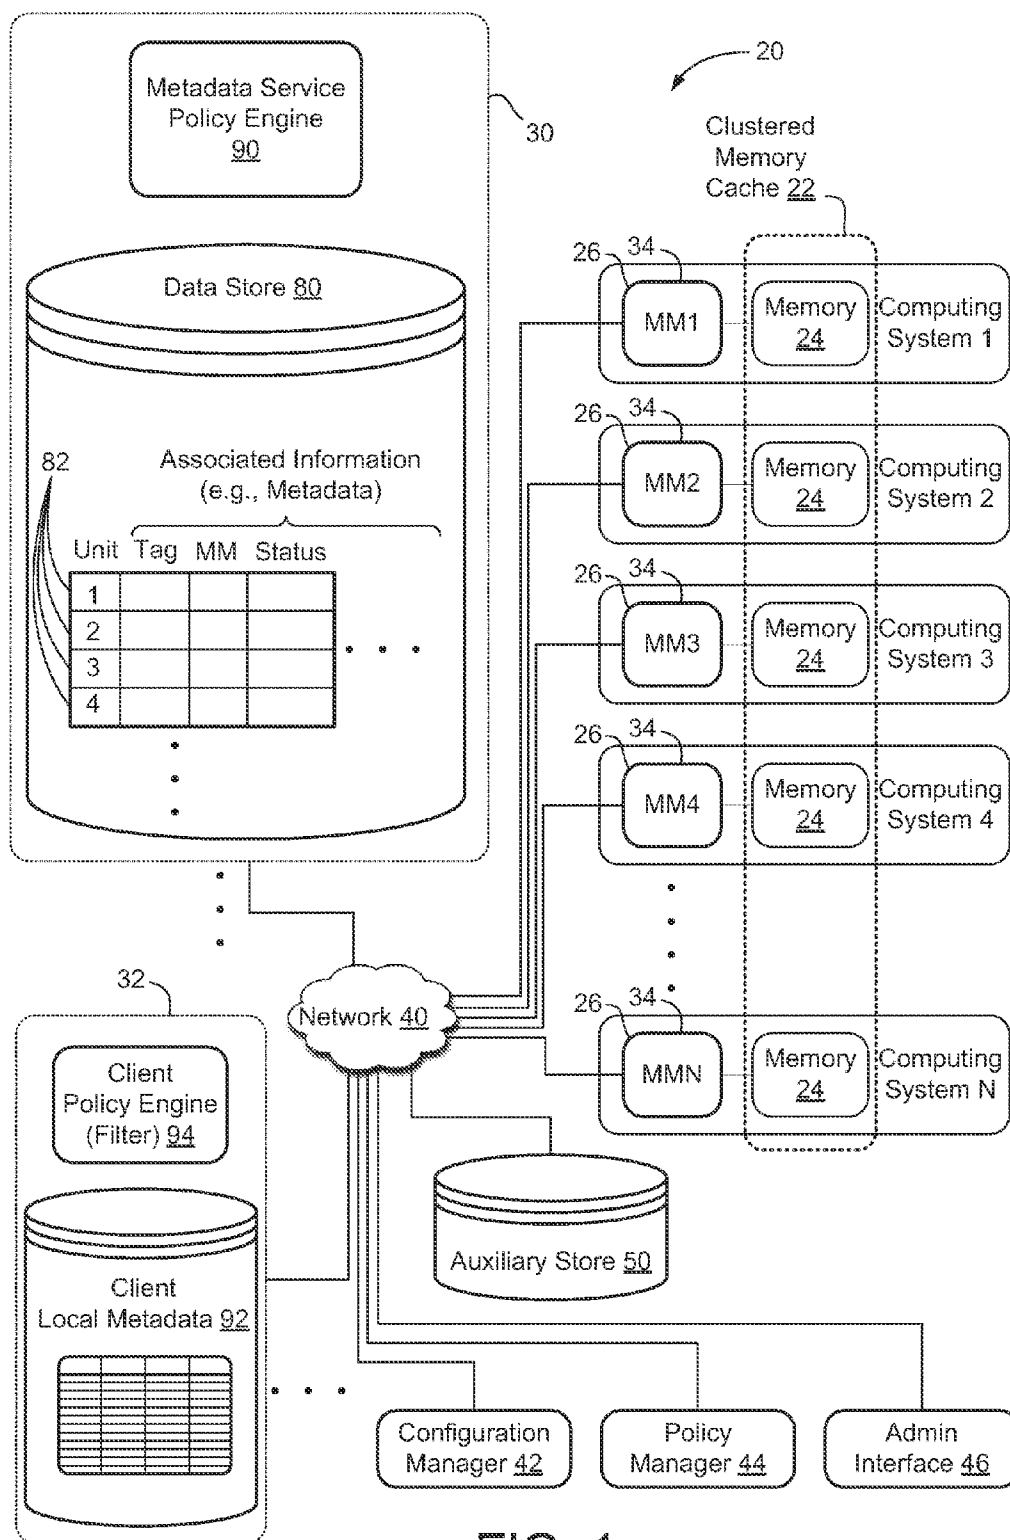 Metadata Service
Policy Engine
90
30
20
Clustered
Memory
Cache 22
Data Store 80
82
Associated Information
(e.g., Metadata)
Unit Tag MM Status
1
2
3
4
26
34
MM1
Memory
24
Computing
System 1
26
34
MM2
Memory
24
Computing
System 2
26
34
MM3
Memory
24
Computing
System 3
26
34
MM4
Memory
24
Computing
System 4
26
34
MMN
Memory
24
Computing
System N
Network 40
32
Client
Policy Engine
(Filter) 94
Client
Local Metadata 92
Auxiliary Store 50
Configuration
Manager 42
Policy
Manager 44
Admin
Interface 46